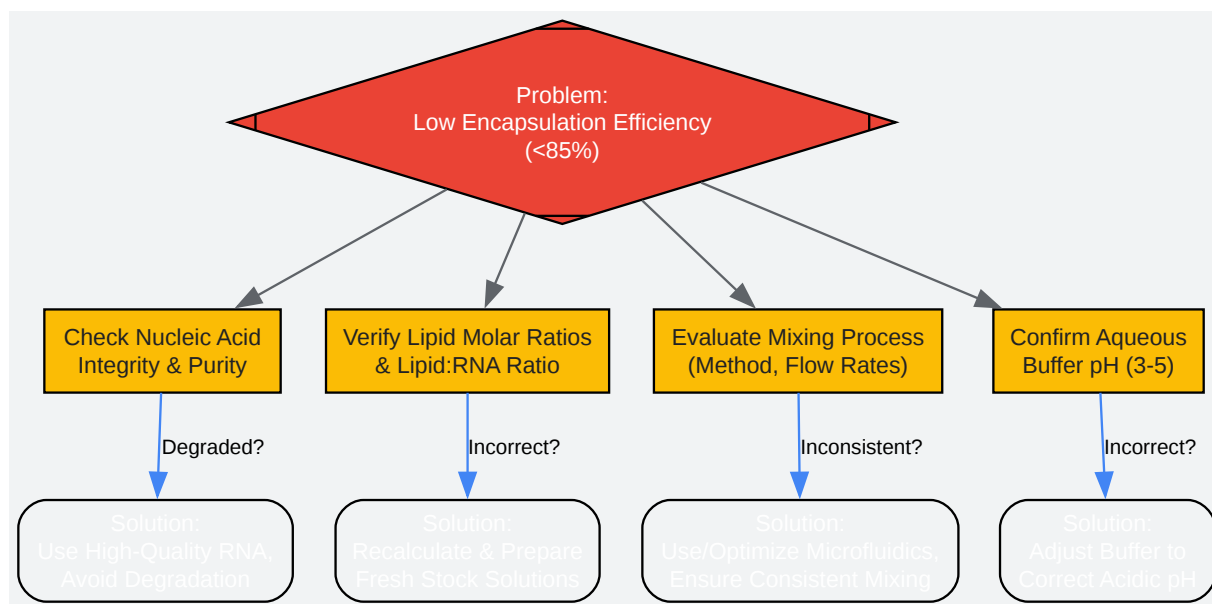 Problem:
Low Encapsulation Efficiency
(<85%)
Check Nucleic Acid
Integrity & Purity
Verify Lipid Molar Ratios
& Lipid:RNA Ratio
Evaluate Mixing Process
(Method, Flow Rates)
Confirm Aqueous
Buffer pH (3-5)
Degraded?
Incorrect?
Inconsistent?
Incorrect?
Solution:
Use High-Quality RNA,
Avoid Degradation
Solution:
Recalculate & Prepare
Fresh Stock Solutions
Solution:
Use/Optimize Microfluidics,
Ensure Consistent Mixing
Solution:
Adjust Buffer to
Correct Acidic pH